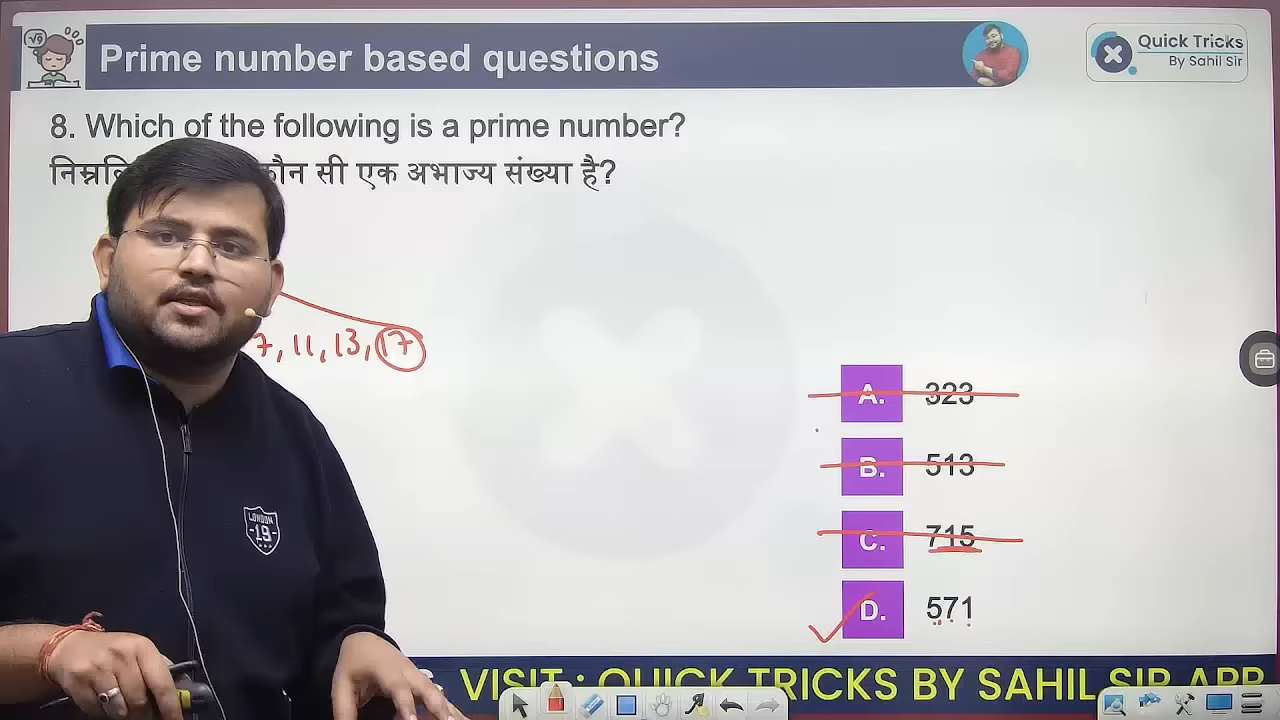 Prime number based questions
Quick Tricks
By Sahil Sir
8. Which of the following is a prime number?
कौन सी एक अभाज्य संख्या है?
7, 11, 13, 17
A. 323
B. 513
C. 715
D. 571
LONDON
-19-
VISIT : QUICK TRICKS BY SAHIL SIR APP